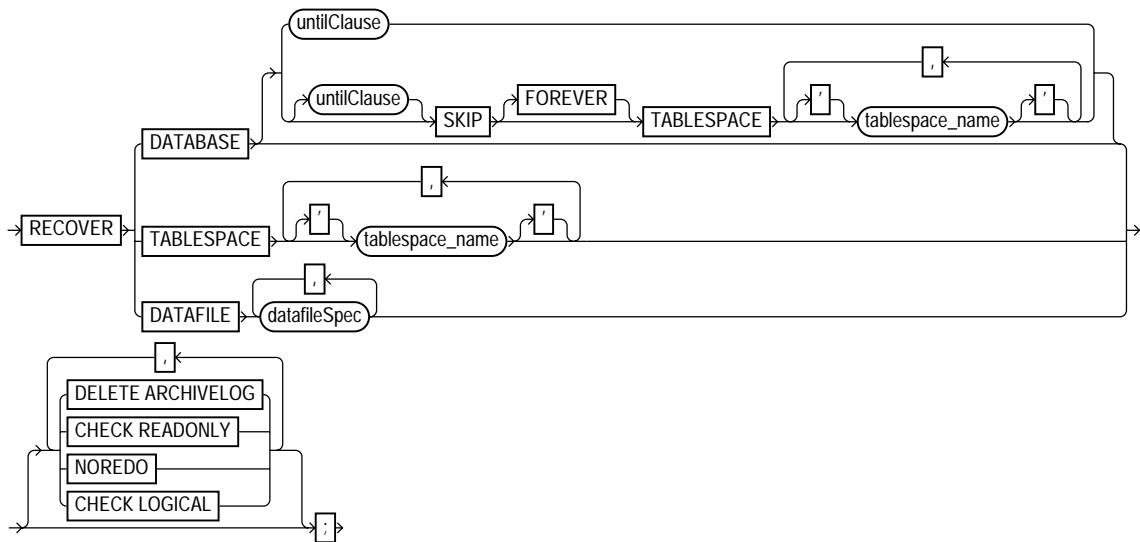 untilClause
,
untilClause SKIP FOREVER TABLESPACE ' tablespace_name '
DATABASE
,
RECOVER TABLESPACE ' tablespace_name '
,
DATAFILE datafileSpec
,
DELETE ARCHIVELOG
CHECK READONLY
NOREDO
CHECK LOGICAL
;